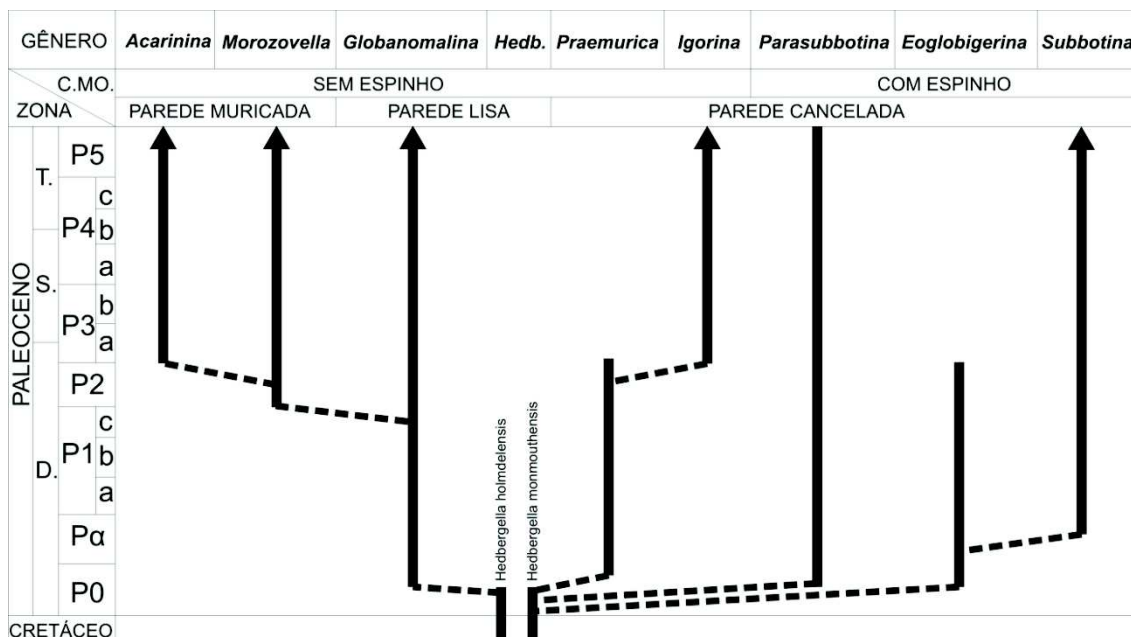 GÊNERO Acarinina Morozovella Globanomalina Hedb. Praemurica Igorina Parasubbotina Eoglobigerina Subbotina
C.MO. SEM ESPINHO COM ESPINHO
ZONA PAREDE MURICADA PAREDE LISA PAREDE CANCELADA
PALEOCENO
T.
S.
D.
P5
P4
c
b
a
P3
b
a
P2
P1
c
b
a
Pα
P0
Hedbergella holmdelensis
Hedbergella monmouthensis
CRETÁCEO